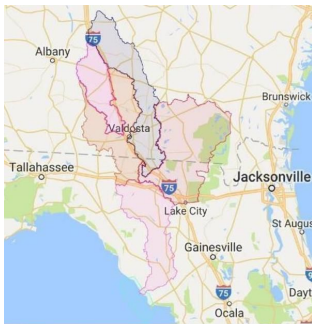 75
Albany
Brunswick
Valdosta
Tallahassee
75
Jacksonville
Lake City
St Augus
Gainesville
75
Dayt
Ocala